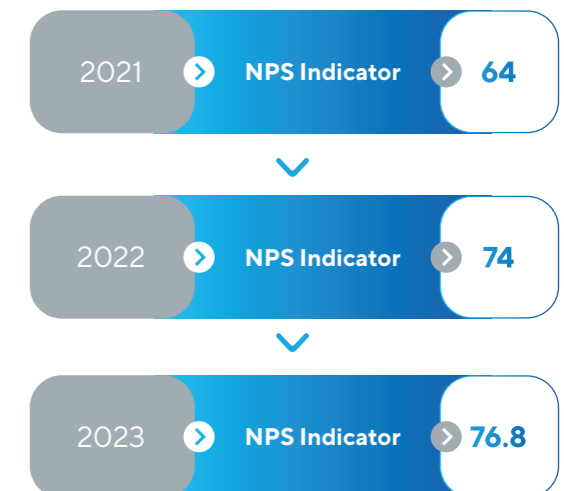 2021 NPS Indicator 64
2022 NPS Indicator 74
2023 NPS Indicator 76.8